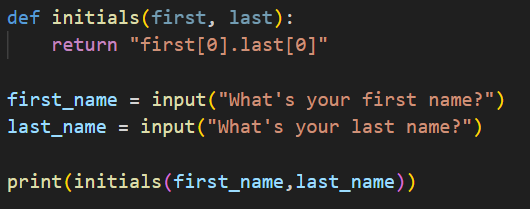 def initials(first, last):
    return "first[0].last[0]"
first_name = input("What's your first name?")
last_name = input("What's your last name?")
print(initials(first_name,last_name))